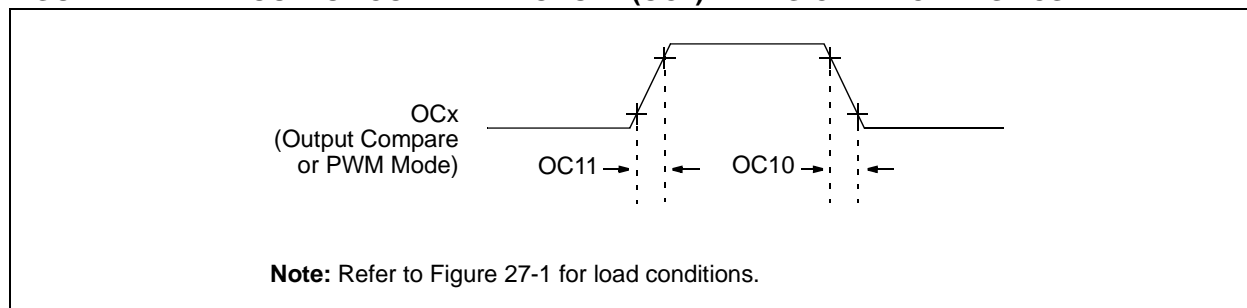 OCx
(Output Compare
or PWM Mode)
OC11
OC10
Note: Refer to Figure 27-1 for load conditions.